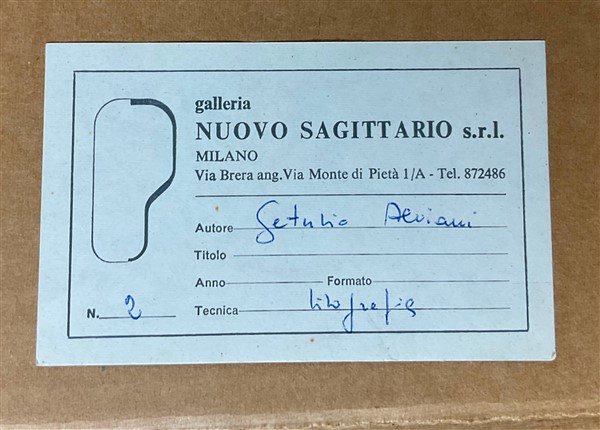 galleria
NUOVO SAGITTARIO s.r.l.
MILANO
Via Brera ang. Via Monte di Pietà 1/A - Tel. 872486
Autore Getulio Alviani
Titolo
Anno Formato
N. 2 Tecnica litografia